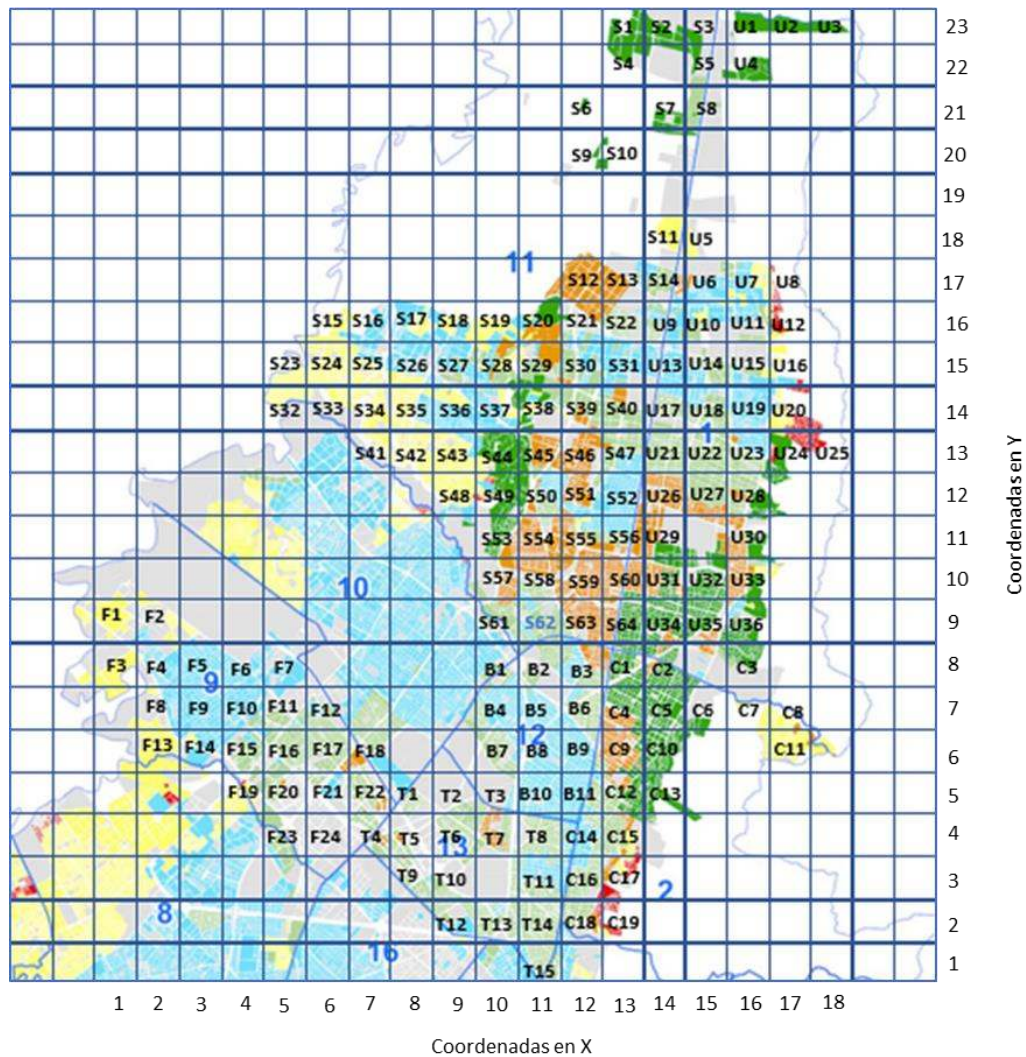 S1 S2 S3 U1 U2 U3 23
S4 S5 U4 22
S6 S7 S8 21
S9 S10 20
19
S11 U5 18
11
S12 S13 S14 U6 U7 U8 17
S15 S16 S17 S18 S19 S20 S21 S22 U9 U10 U11 U12 16
S23 S24 S25 S26 S27 S28 S29 S30 S31 U13 U14 U15 U16 15
S32 S33 S34 S35 S36 S37 S38 S39 S40 U17 U18 U19 U20 14
1
S41 S42 S43 S44 S45 S46 S47 U21 U22 U23 U24 U25 13
S48 S49 S50 S51 S52 U26 U27 U28 12
S53 S54 S55 S56 U29 U30 11
10
S57 S58 S59 S60 U31 U32 U33 10
F1 F2 S61 S62 S63 S64 U34 U35 U36 9
F3 F4 F5 F6 F7 B1 B2 B3 C1 C2 C3 8
9
F8 F9 F10 F11 F12 B4 B5 B6 C4 C5 C6 C7 C8 7
12
F13 F14 F15 F16 F17 F18 B7 B8 B9 C9 C10 C11 6
F19 F20 F21 F22 T1 T2 T3 B10 B11 C12 C13 5
F23 F24 T4 T5 T6 T7 T8 C14 C15 4
13
T9 T10 T11 C16 C17 3
2
8
T12 T13 T14 C18 C19 2
16
T15 1
1 2 3 4 5 6 7 8 9 10 11 12 13 14 15 16 17 18
Coordenadas en X
Coordenadas en Y